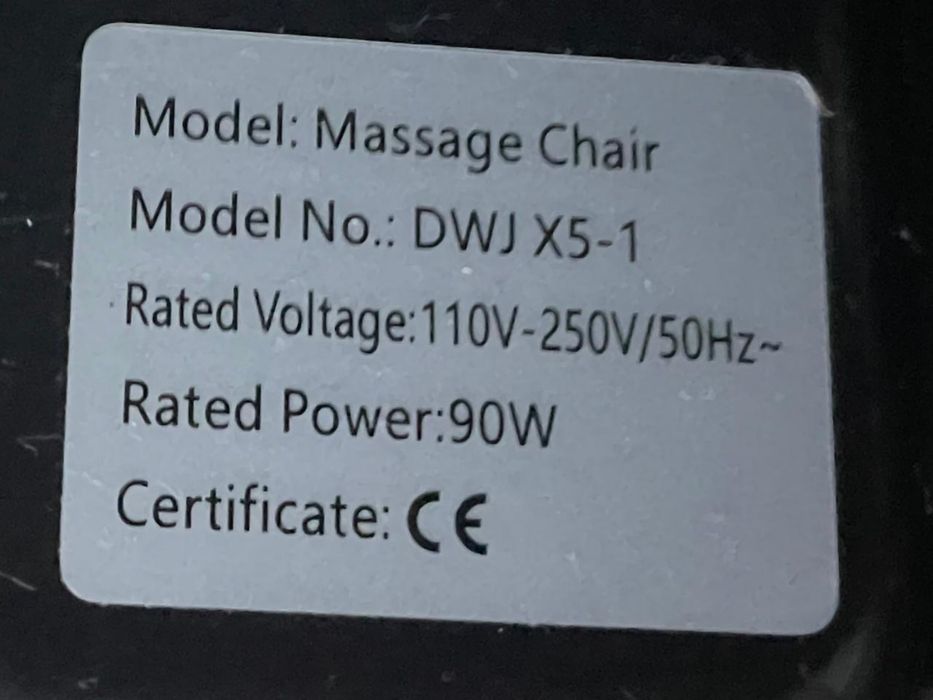 Model: Massage Chair
Model No.: DWJ X5-1
Rated Voltage:110V-250V/50Hz~
Rated Power:90W
Certificate: CE